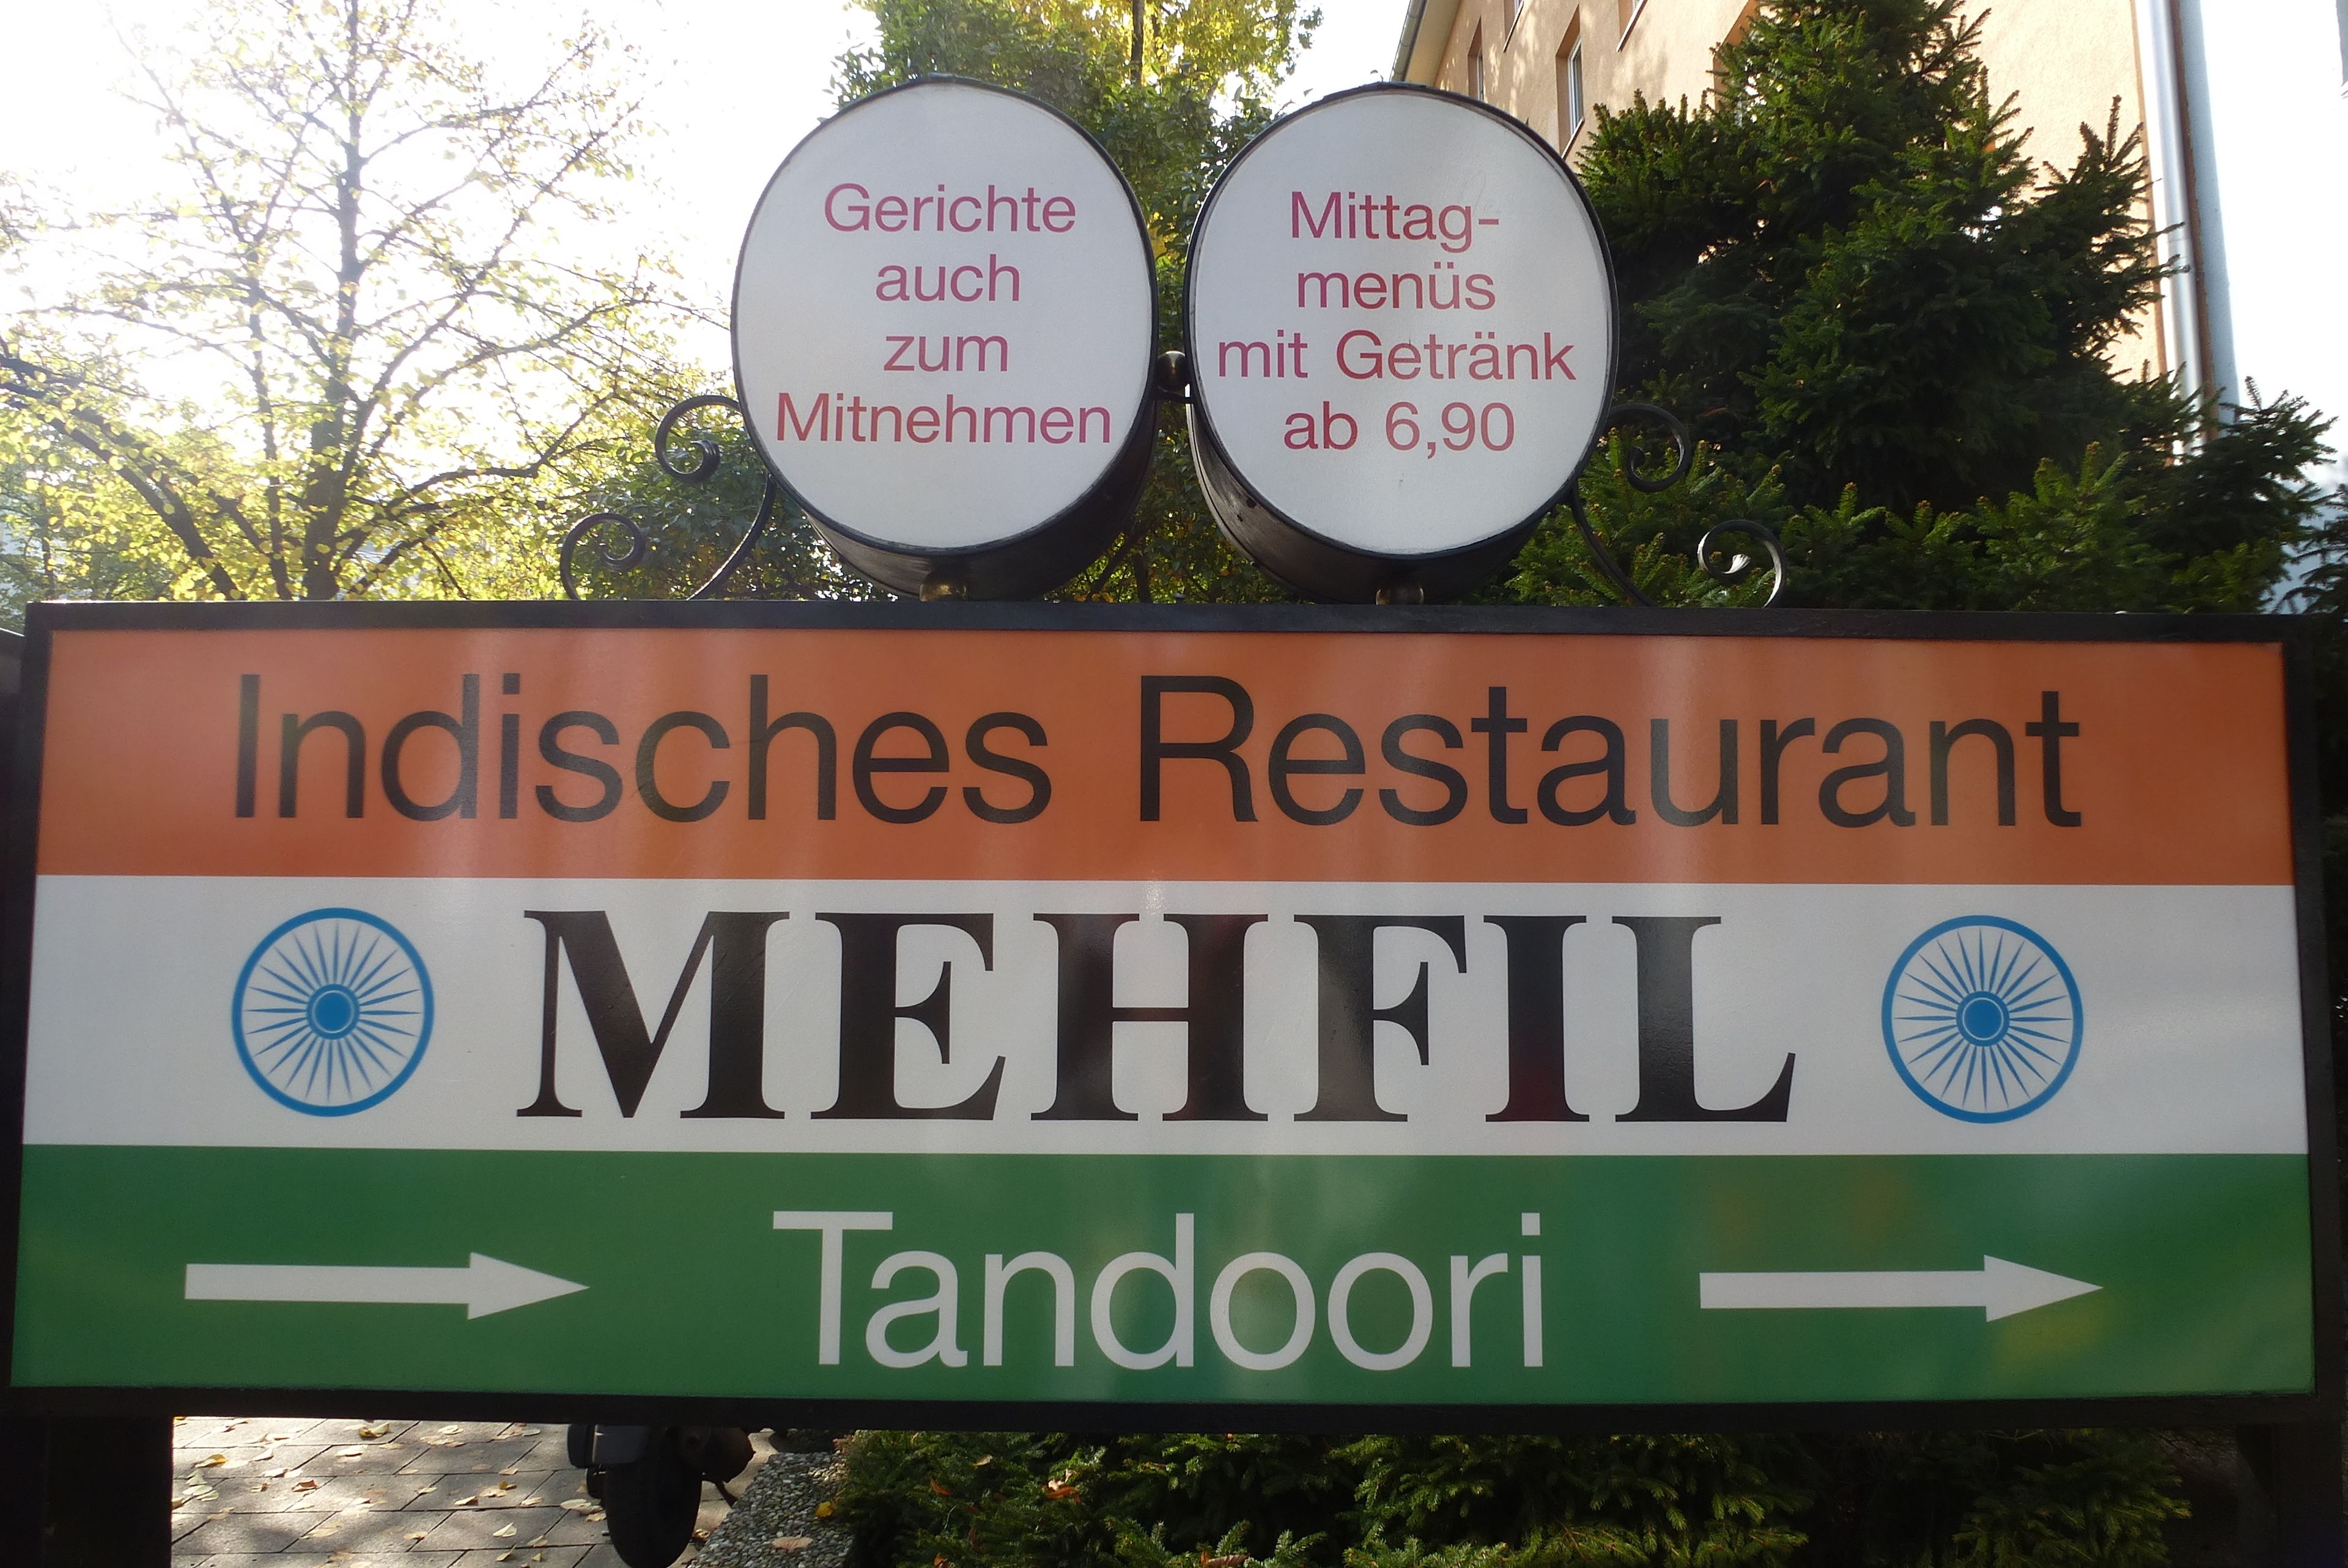 Gerichte
auch
zum
Mitnehmen
Mittag-
menüs
mit Getränk
ab 6,90
Indisches Restaurant
MEHFIL
Tandoori